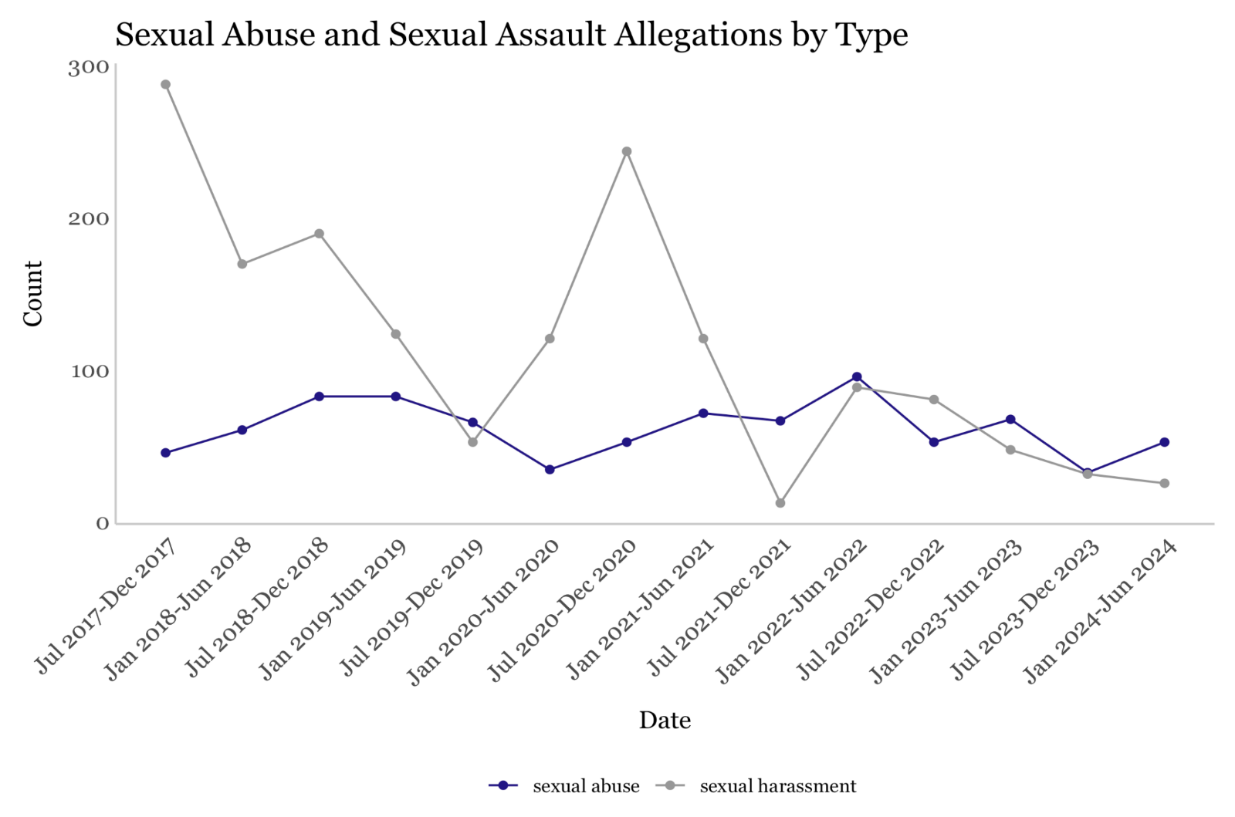 Sexual Abuse and Sexual Assault Allegations by Type
300
200
100
0
Count
Jul 2017-Dec 2017
Jan 2018-Jun 2018
Jul 2018-Dec 2018
Jan 2019-Jun 2019
Jul 2019-Dec 2019
Jan 2020-Jun 2020
Jul 2020-Dec 2020
Jan 2021-Jun 2021
Jul 2021-Dec 2021
Jan 2022-Jun 2022
Jul 2022-Dec 2022
Jan 2023-Jun 2023
Jul 2023-Dec 2023
Jan 2024-Jun 2024
Date
sexual abuse
sexual harassment